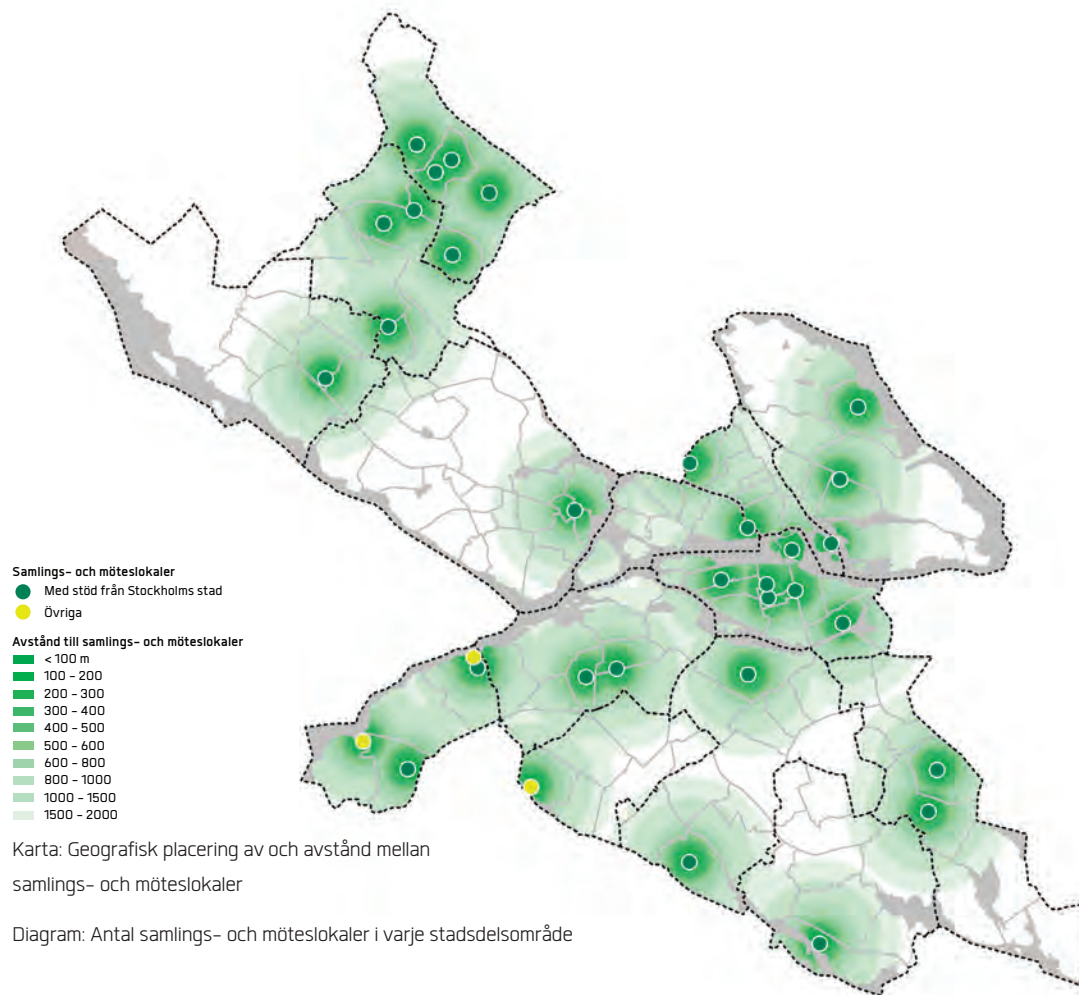 Samlings- och möteslokaler
Med stöd från Stockholms stad
Övriga
Avstånd till samlings- och möteslokaler
< 100 m
100 - 200
200 - 300
300 - 400
400 - 500
500 - 600
600 - 800
800 - 1000
1000 - 1500
1500 - 2000
Karta: Geografisk placering av och avstånd mellan
samlings- och möteslokaler
Diagram: Antal samlings- och möteslokaler i varje stadsdelsområde